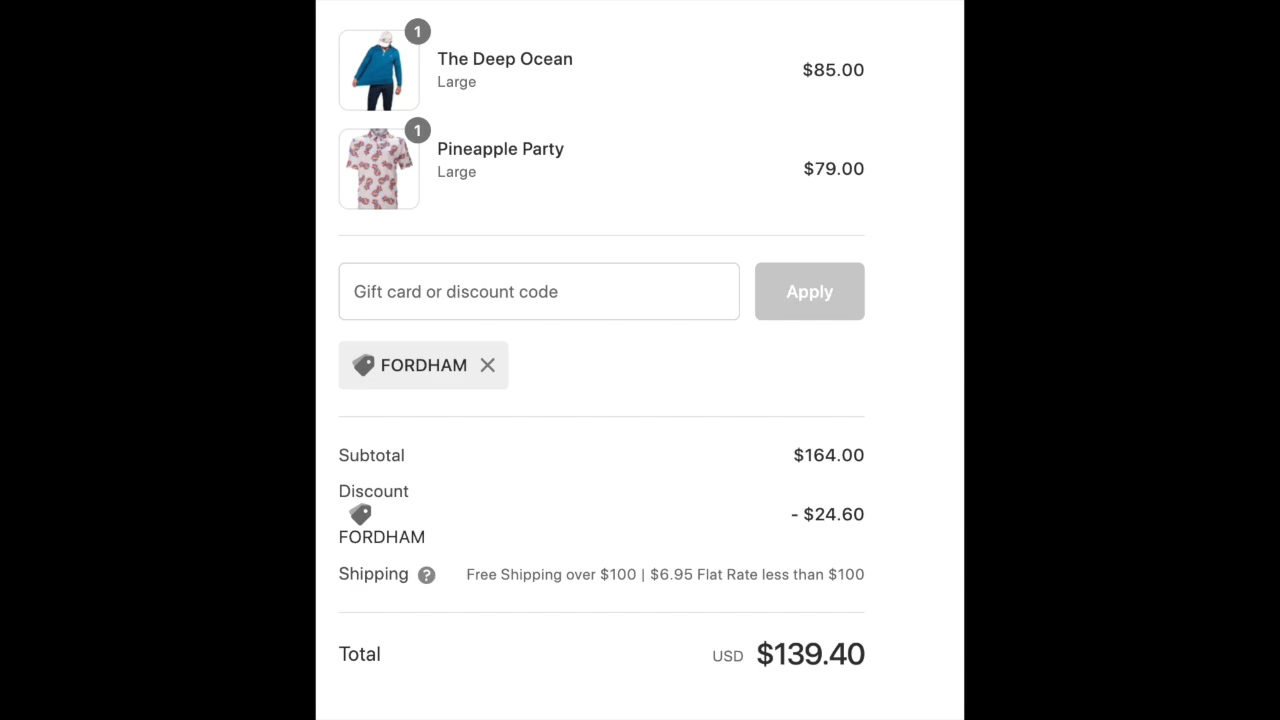 1
The Deep Ocean
Large
$85.00
1
Pineapple Party
Large
$79.00
Gift card or discount code
Apply
FORDHAM
Subtotal $164.00
Discount
FORDHAM
- $24.60
Shipping ? Free Shipping over $100 | $6.95 Flat Rate less than $100
Total USD $139.40